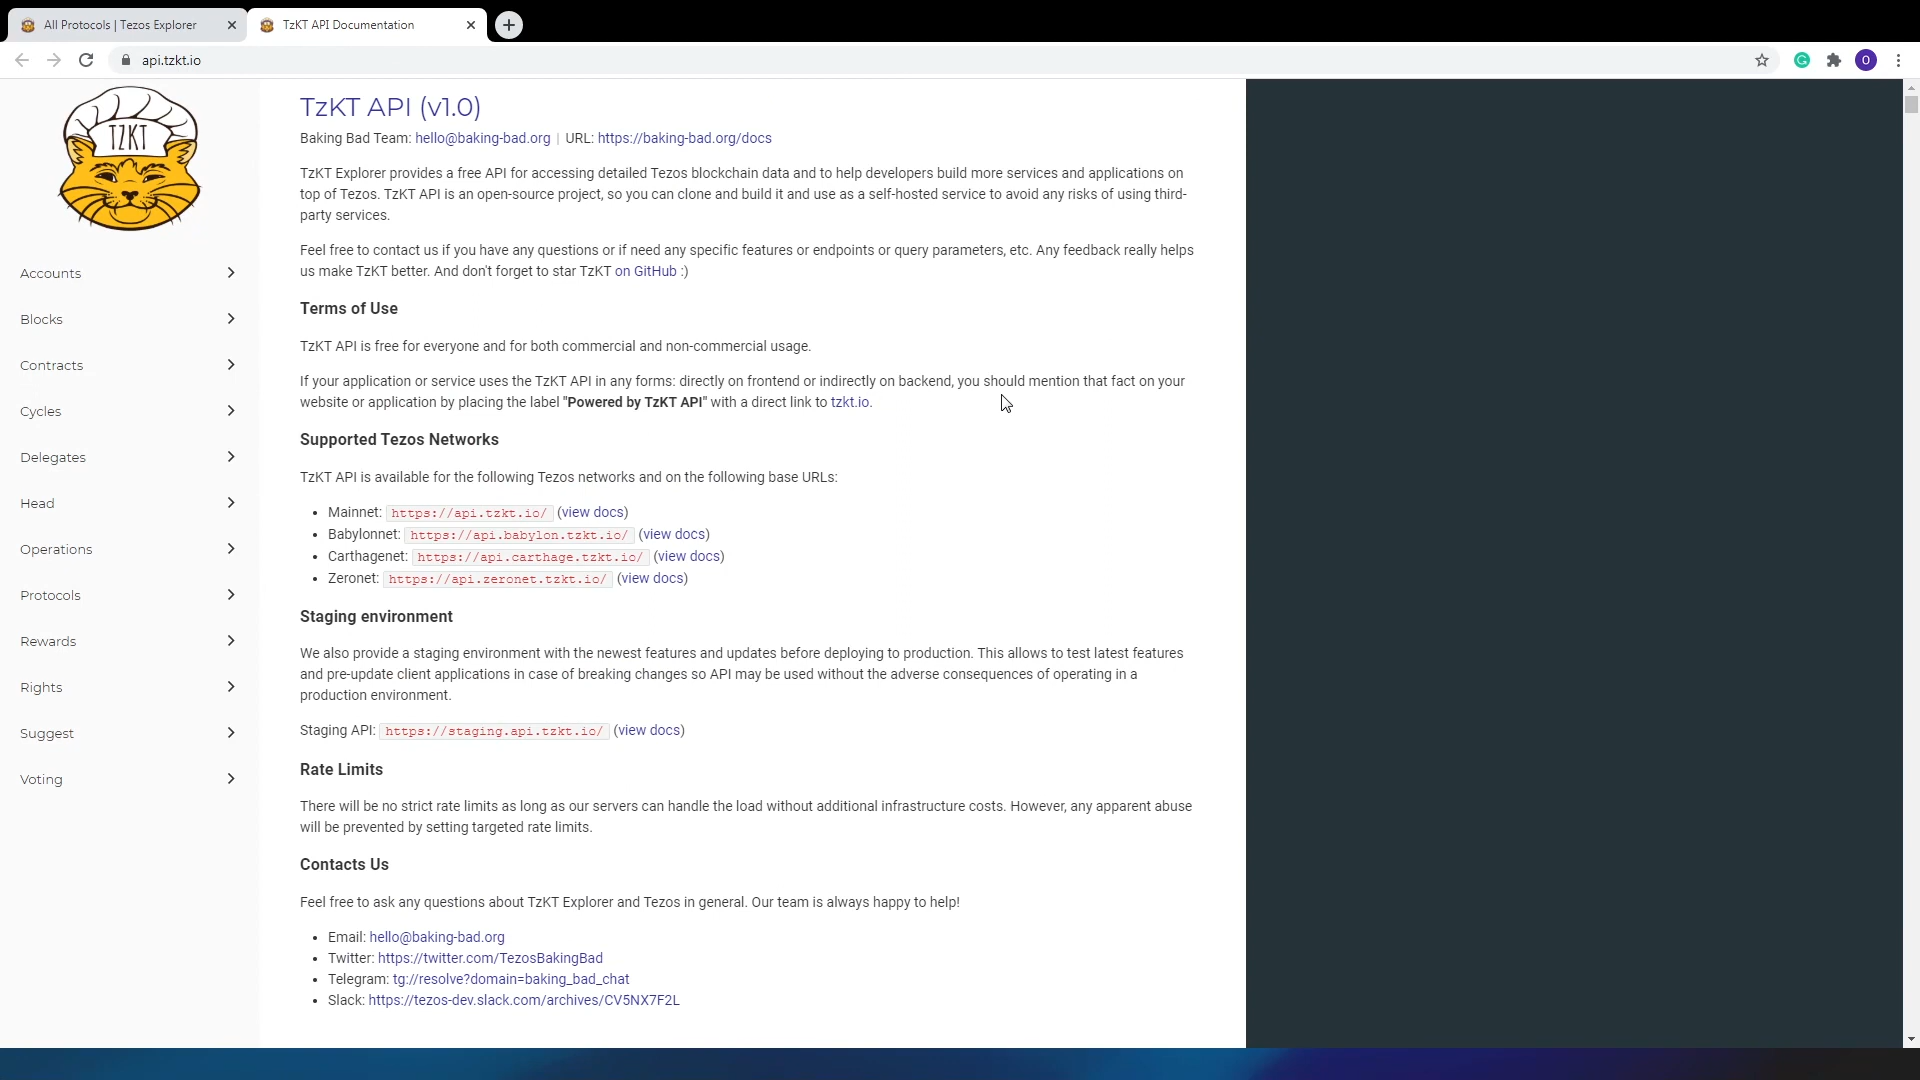 All Protocols | Tezos Explorer
TzKT API Documentation
api.tzkt.io
O
TZKT
Accounts
Blocks
Contracts
Cycles
Delegates
Head
Operations
Protocols
Rewards
Rights
Suggest
Voting
TzKT API (v1.0)
Baking Bad Team: hello@baking-bad.org | URL: https://baking-bad.org/docs
TzKT Explorer provides a free API for accessing detailed Tezos blockchain data and to help developers build more services and applications on
top of Tezos. TzKT API is an open-source project, so you can clone and build it and use as a self-hosted service to avoid any risks of using third-
party services.
Feel free to contact us if you have any questions or if need any specific features or endpoints or query parameters, etc. Any feedback really helps
us make TzKT better. And don't forget to star TzKT on GitHub :)
Terms of Use
TzKT API is free for everyone and for both commercial and non-commercial usage.
If your application or service uses the TzKT API in any forms: directly on frontend or indirectly on backend, you should mention that fact on your
website or application by placing the label "Powered by TzKT API" with a direct link to tzkt.io.
Supported Tezos Networks
TzKT API is available for the following Tezos networks and on the following base URLs:
• Mainnet: https://api.tzkt.io/ (view docs)
• Babylonnet: https://api.babylon.tzkt.io/ (view docs)
• Carthagenet: https://api.carthage.tzkt.io/ (view docs)
• Zeronet: https://api.zeronet.tzkt.io/ (view docs)
Staging environment
We also provide a staging environment with the newest features and updates before deploying to production. This allows to test latest features
and pre-update client applications in case of breaking changes so API may be used without the adverse consequences of operating in a
production environment.
Staging API: https://staging.api.tzkt.io/ (view docs)
Rate Limits
There will be no strict rate limits as long as our servers can handle the load without additional infrastructure costs. However, any apparent abuse
will be prevented by setting targeted rate limits.
Contacts Us
Feel free to ask any questions about TzKT Explorer and Tezos in general. Our team is always happy to help!
• Email: hello@baking-bad.org
• Twitter: https://twitter.com/TezosBakingBad
• Telegram: tg://resolve?domain=baking_bad_chat
• Slack: https://tezos-dev.slack.com/archives/CV5NX7F2L